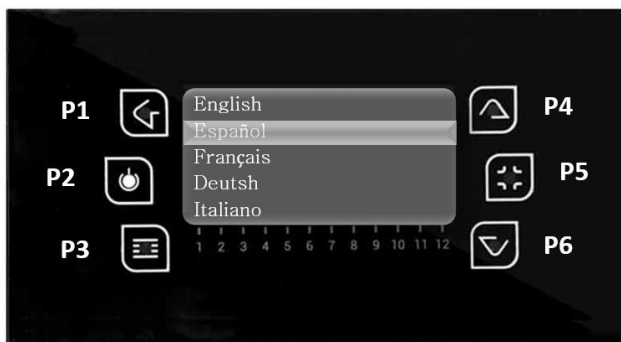 P1
P2
P3
English
Español
Français
Deutsh
Italiano
1 2 3 4 5 6 7 8 9 10 11 12
P4
P5
P6